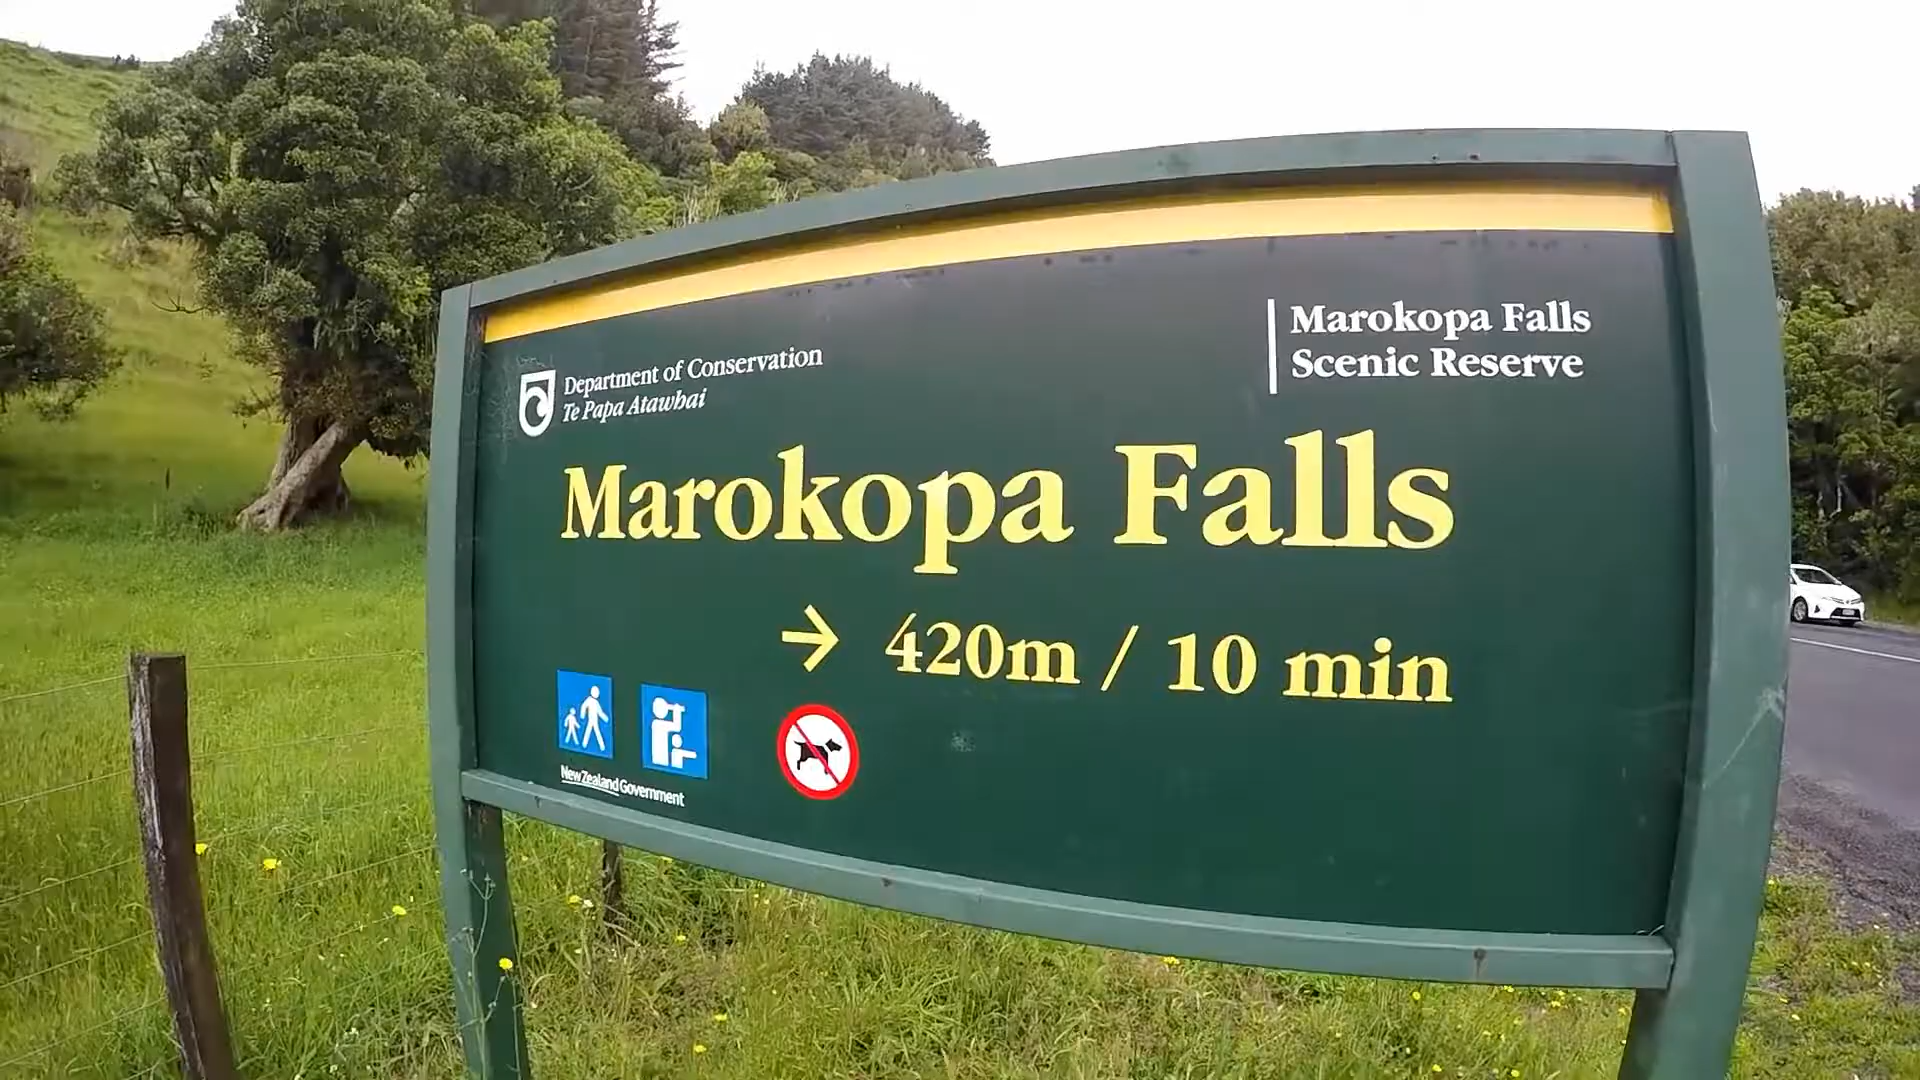 Department of Conservation
Te Papa Atawhai
Marokopa Falls
Scenic Reserve
Marokopa Falls
→ 420m / 10 min
New Zealand Government